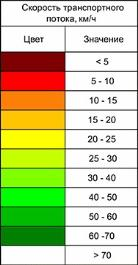 Скорость транспортного
потока, км/ч
Цвет Значение
< 5
5 - 10
10 - 15
15 - 20
20 - 25
25 - 30
30 - 40
40 - 50
50 - 60
60 -70
> 70